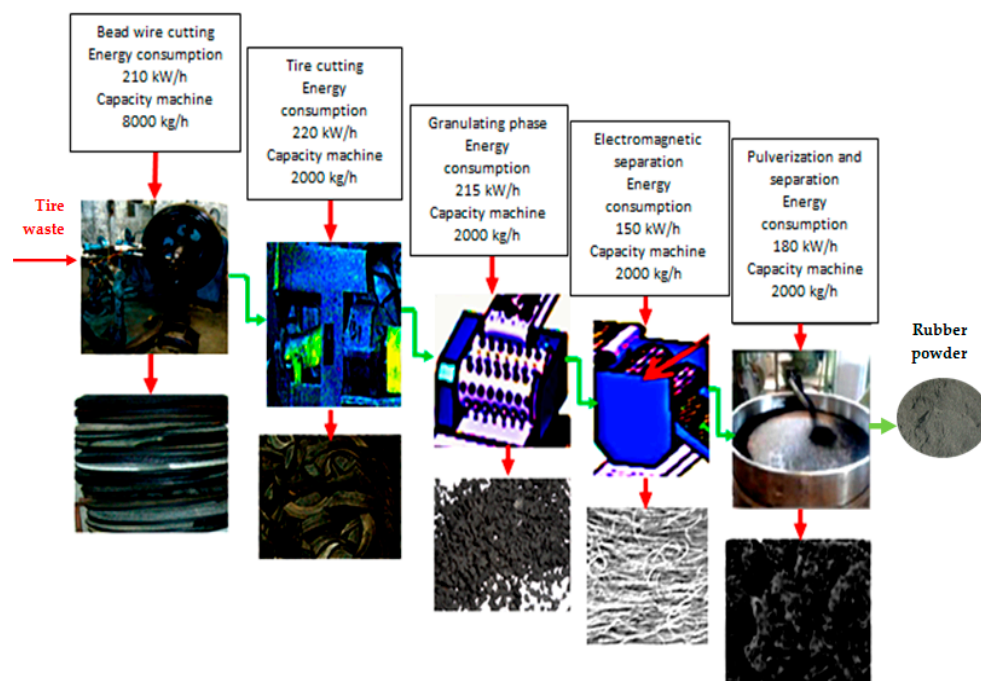 Bead wire cutting
Energy consumption
210 kW/h
Capacity machine
8000 kg/h
Tire cutting
Energy
consumption
220 kW/h
Capacity machine
2000 kg/h
Granulating phase
Energy
consumption
215 kW/h
Capacity machine
2000 kg/h
Electromagnetic
separation
Energy
consumption
150 kW/h
Capacity machine
2000 kg/h
Pulverization and
separation
Energy
consumption
180 kW/h
Capacity machine
2000 kg/h
Tire
waste
Rubber
powder